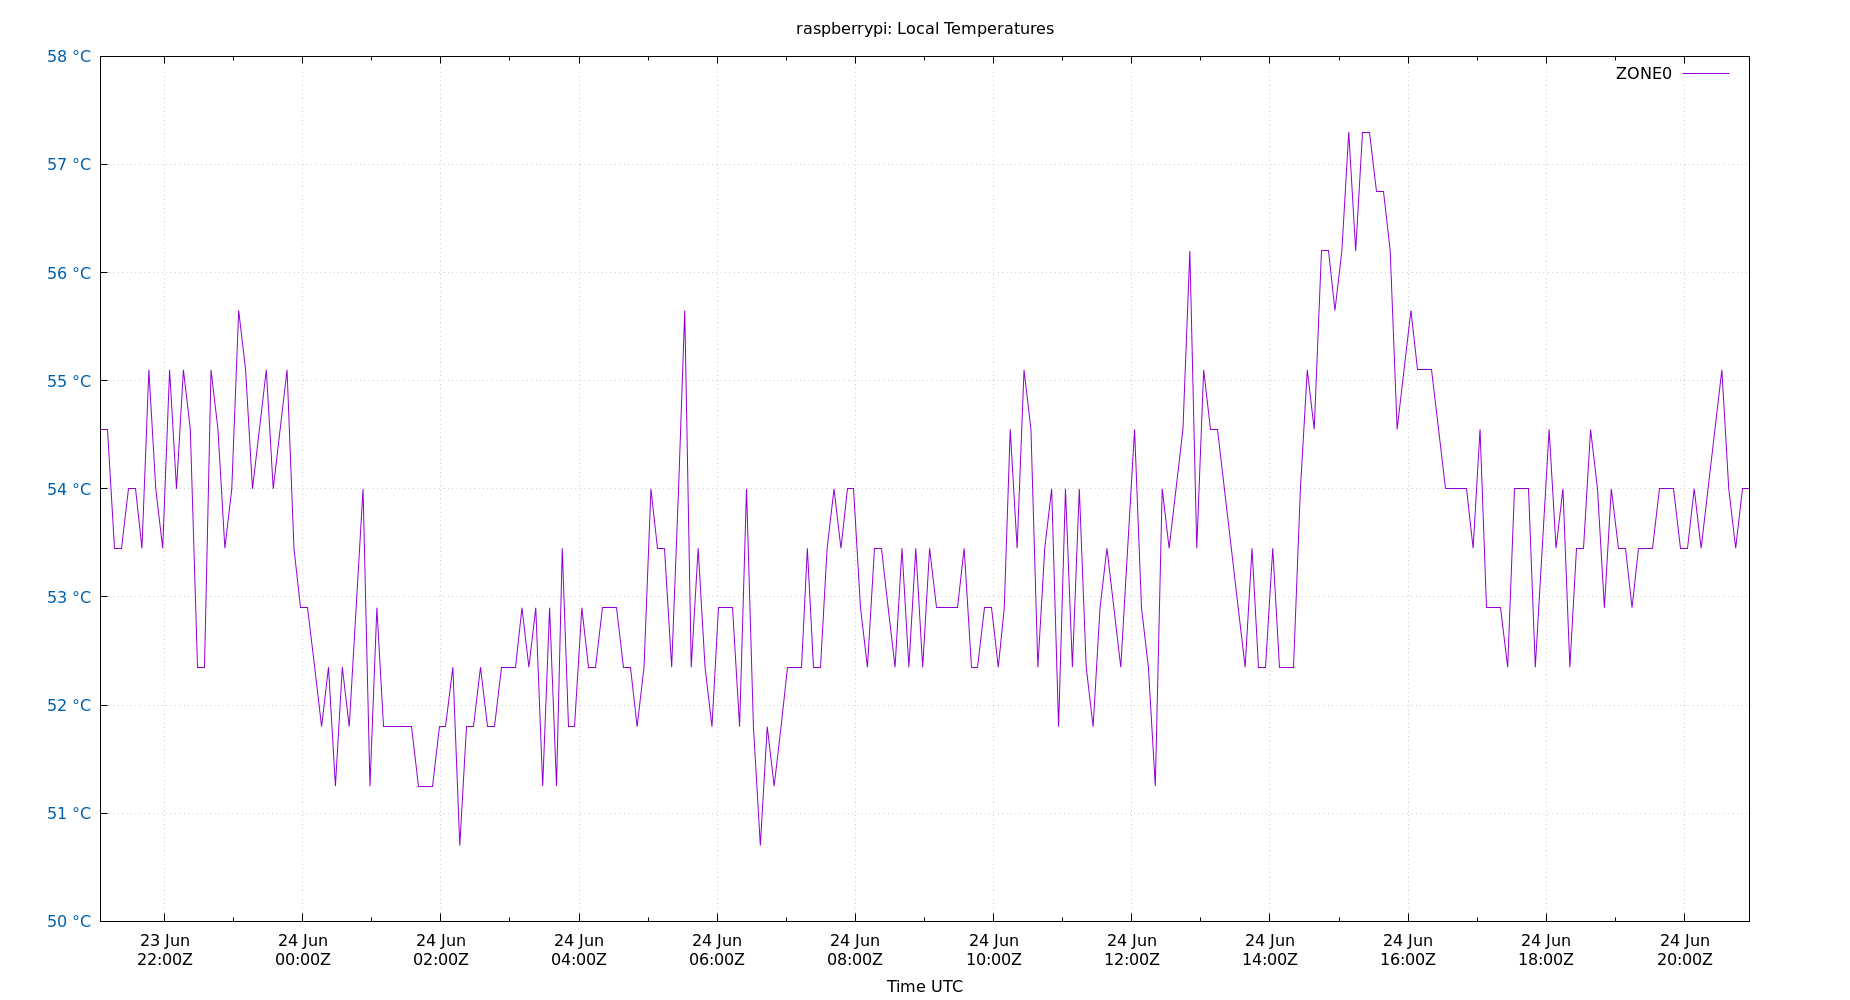 raspberrypi: Local Temperatures
58 °C
ZONE0
57 °C
56 °C
55 °C
54 °C
53 °C
52 °C
51 °C
50 °C
23 Jun 24 Jun 24 Jun 24 Jun 24 Jun 24 Jun 24 Jun 24 Jun 24 Jun 24 Jun 24 Jun 24 Jun
22:00Z 00:00Z 02:00Z 04:00Z 06:00Z 08:00Z 10:00Z 12:00Z 14:00Z 16:00Z 18:00Z 20:00Z
Time UTC